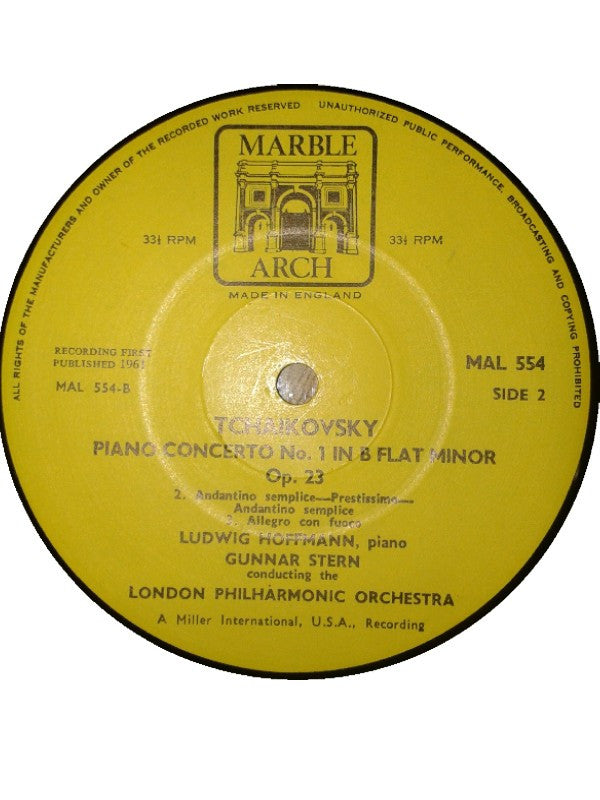 ALL RIGHTS OF THE MANUFACTURERS AND OWNER OF THE RECORDED WORK RESERVED
UNAUTHORIZED PUBLIC PERFORMANCE, BROADCASTING AND COPYING PROHIBITED
MARBLE
33⅓ RPM
33⅓ RPM
ARCH
MADE IN ENGLAND
RECORDING FIRST
PUBLISHED 1961
MAL 554
MAL 554-B
SIDE 2
TCHAIKOVSKY
PIANO CONCERTO No. 1 IN B FLAT MINOR
Op. 23
2. Andantino semplice—Prestissimo—
Andantino semplice
3. Allegro con fuoco
LUDWIG HOFFMANN, piano
GUNNAR STERN
conducting the
LONDON PHILHARMONIC ORCHESTRA
A Miller International, U.S.A., Recording